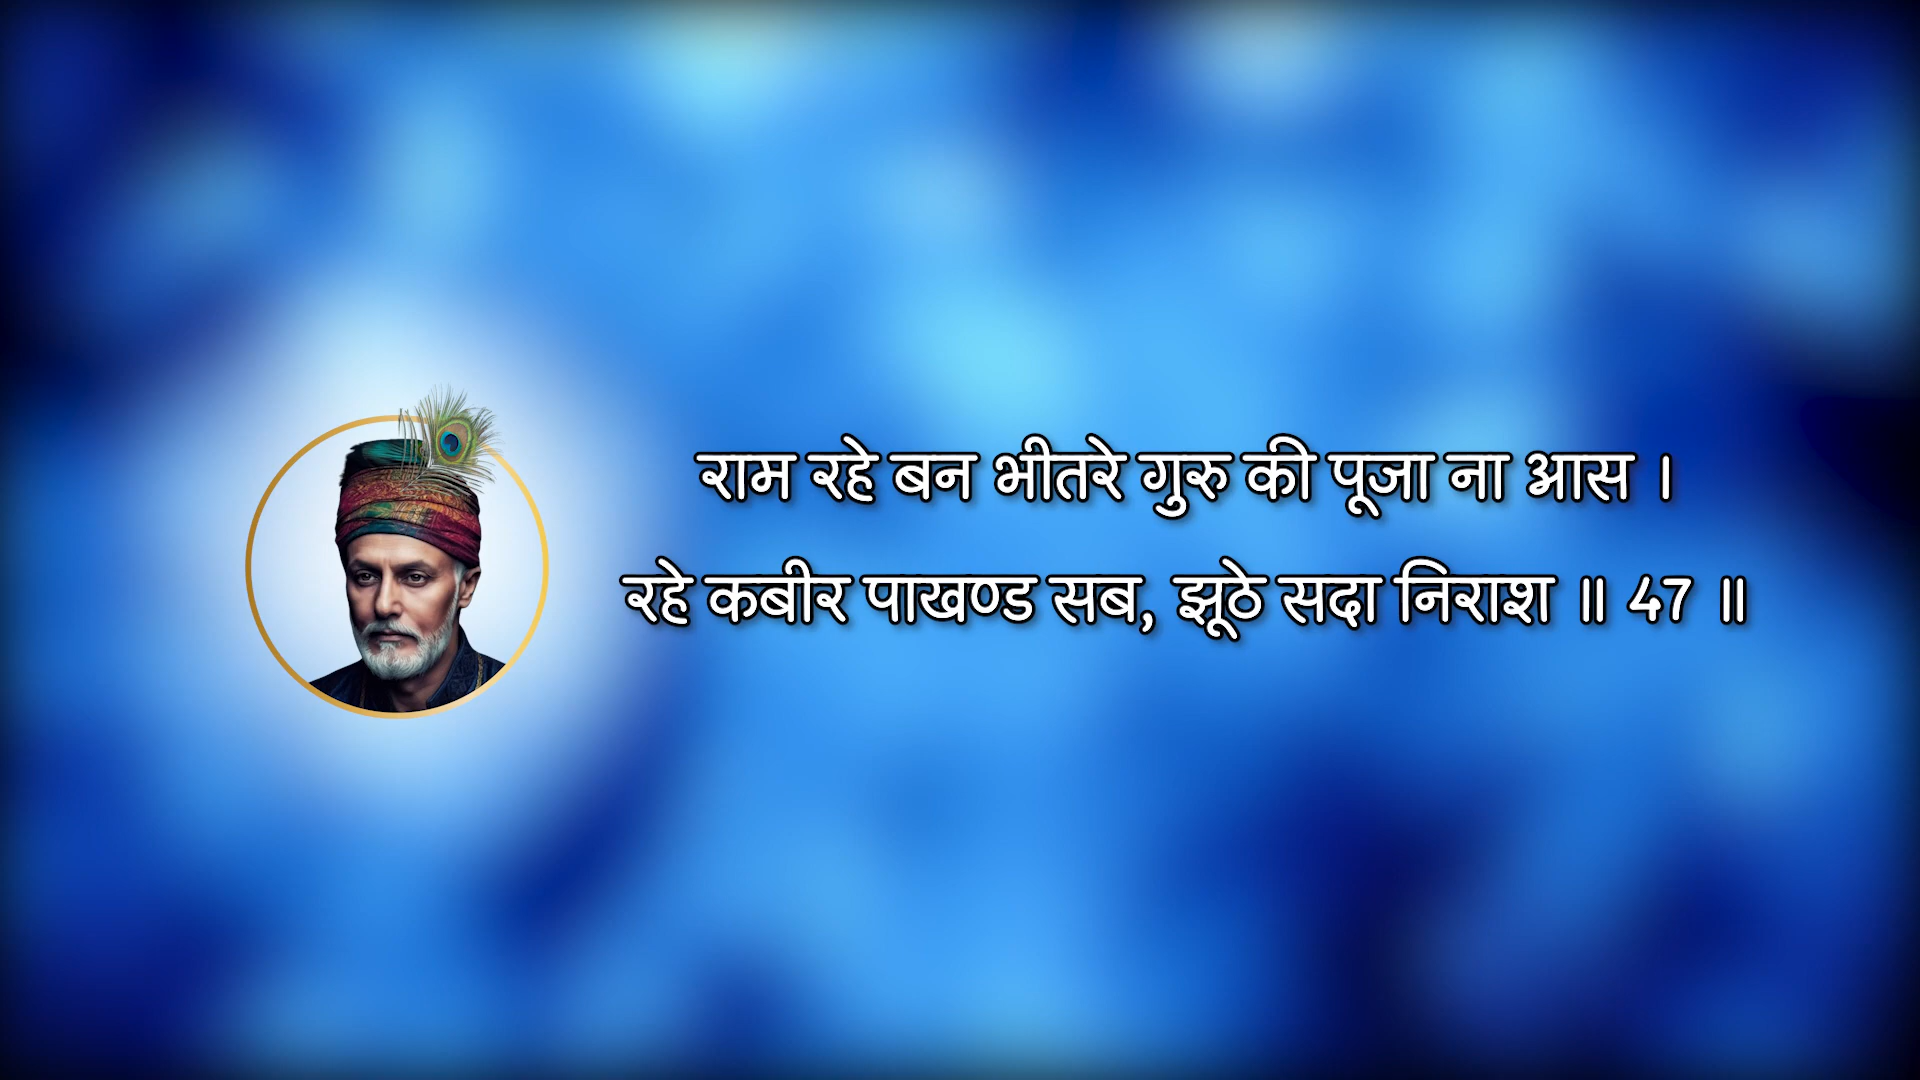 राम रहे बन भीतरे गुरु की पूजा ना आस ।
रहे कबीर पाखण्ड सब, झूठे सदा निराश ॥ 47 ॥